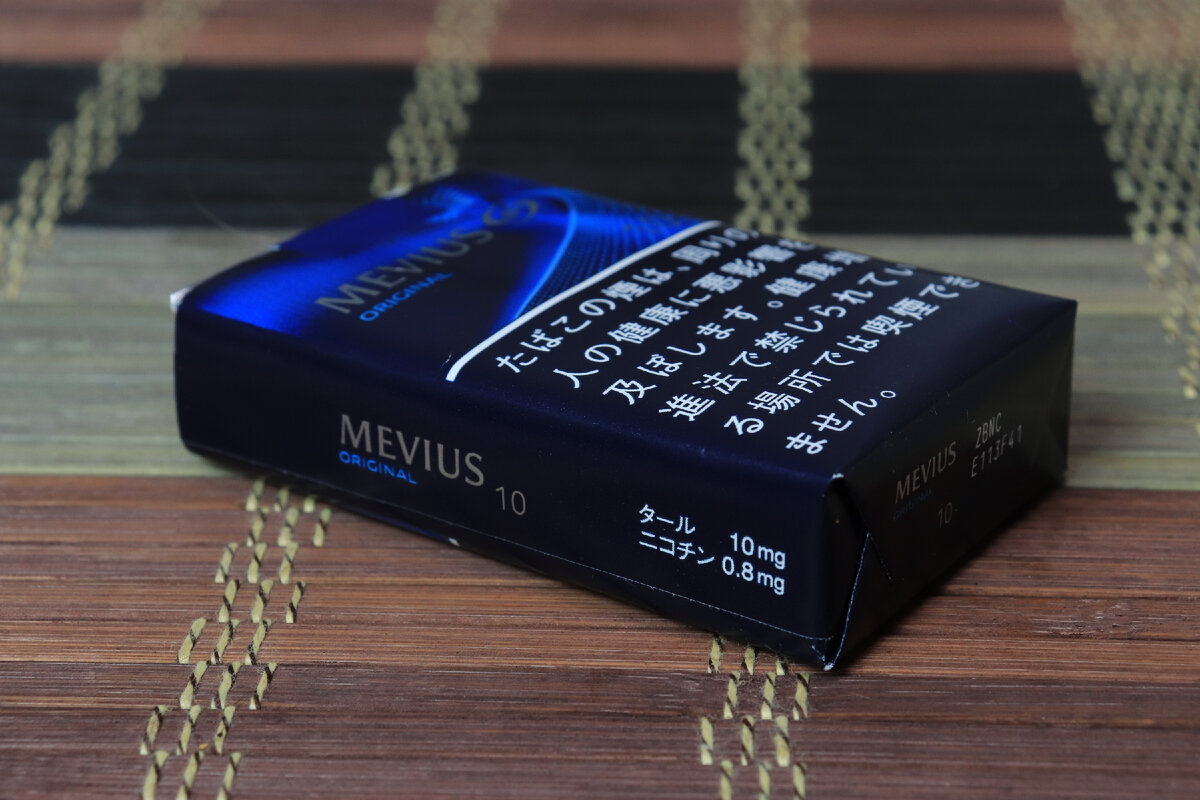 MEVIUS
ORIGINAL
たばこの煙は、周りの
人の健康に悪影響を
及ぼします。健康増
進法で禁じられてい
る場所では喫煙でき
ません。
MEVIUS
ORIGINAL
10
タール 10mg
ニコチン 0.8mg
MEVIUS
ORIGINAL
10
ZBNC
E113F41